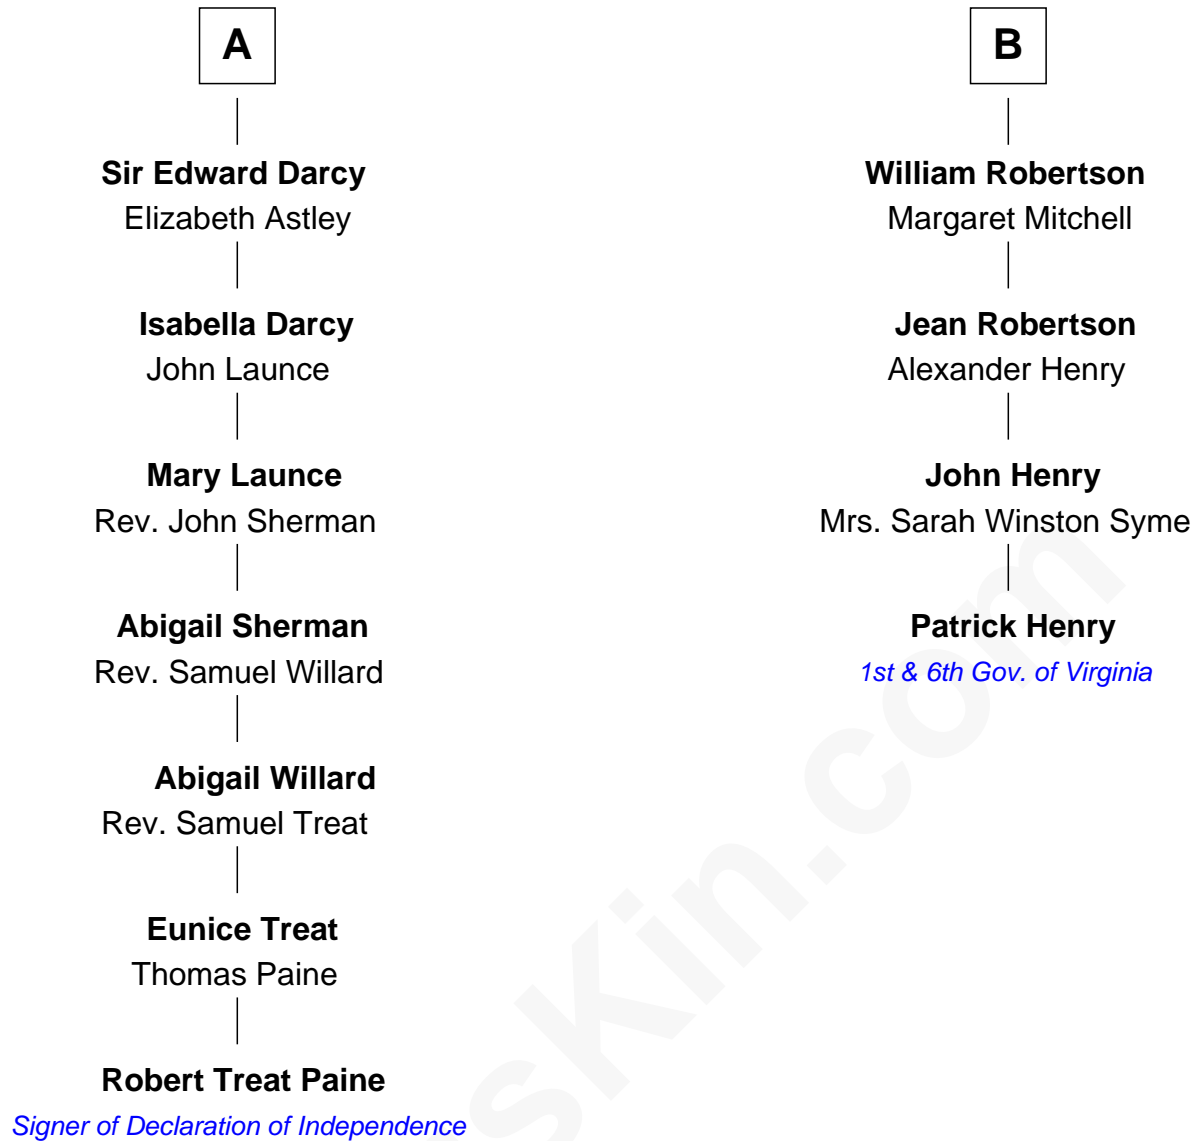 A
Sir Edward Darcy
Elizabeth Astley
Isabella Darcy
John Launce
Mary Launce
Rev. John Sherman
Abigail Sherman
Rev. Samuel Willard
Abigail Willard
Rev. Samuel Treat
Eunice Treat
Thomas Paine
Robert Treat Paine
Signer of Declaration of Independence
B
William Robertson
Margaret Mitchell
Jean Robertson
Alexander Henry
John Henry
Mrs. Sarah Winston Syme
Patrick Henry
1st & 6th Gov. of Virginia
sKin.com